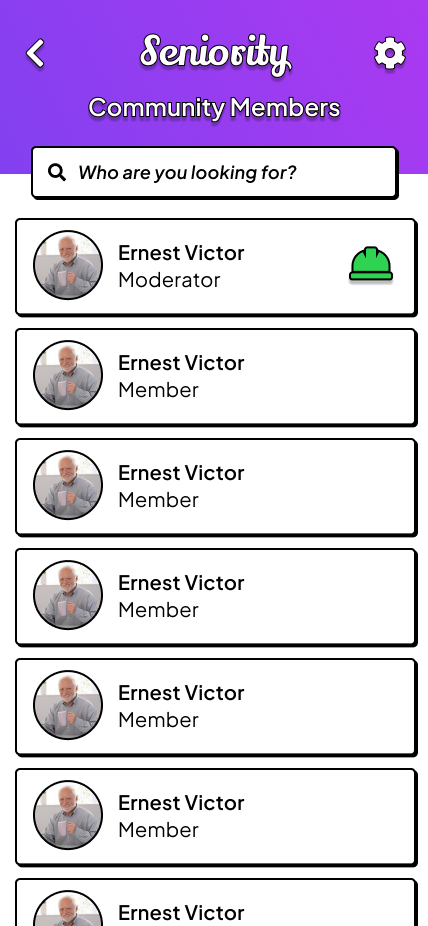 Seniority
Community Members
Who are you looking for?
Ernest Victor
Moderator
Ernest Victor
Member
Ernest Victor
Member
Ernest Victor
Member
Ernest Victor
Member
Ernest Victor
Member
Ernest Victor